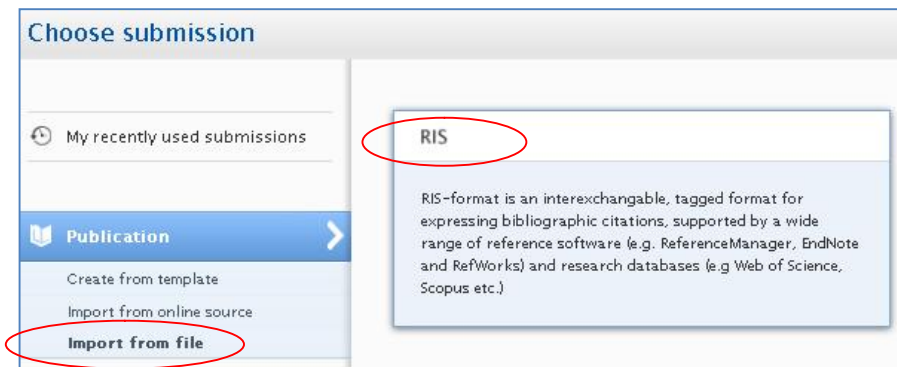 Choose submission
My recently used submissions
Publication
Create from template
Import from online source
Import from file
RIS
RIS-format is an interexchangable, tagged format for
expressing bibliographic citations, supported by a wide
range of reference software (e.g. ReferenceManager, EndNote
and RefWorks) and research databases (e.g Web of Science,
Scopus etc.)